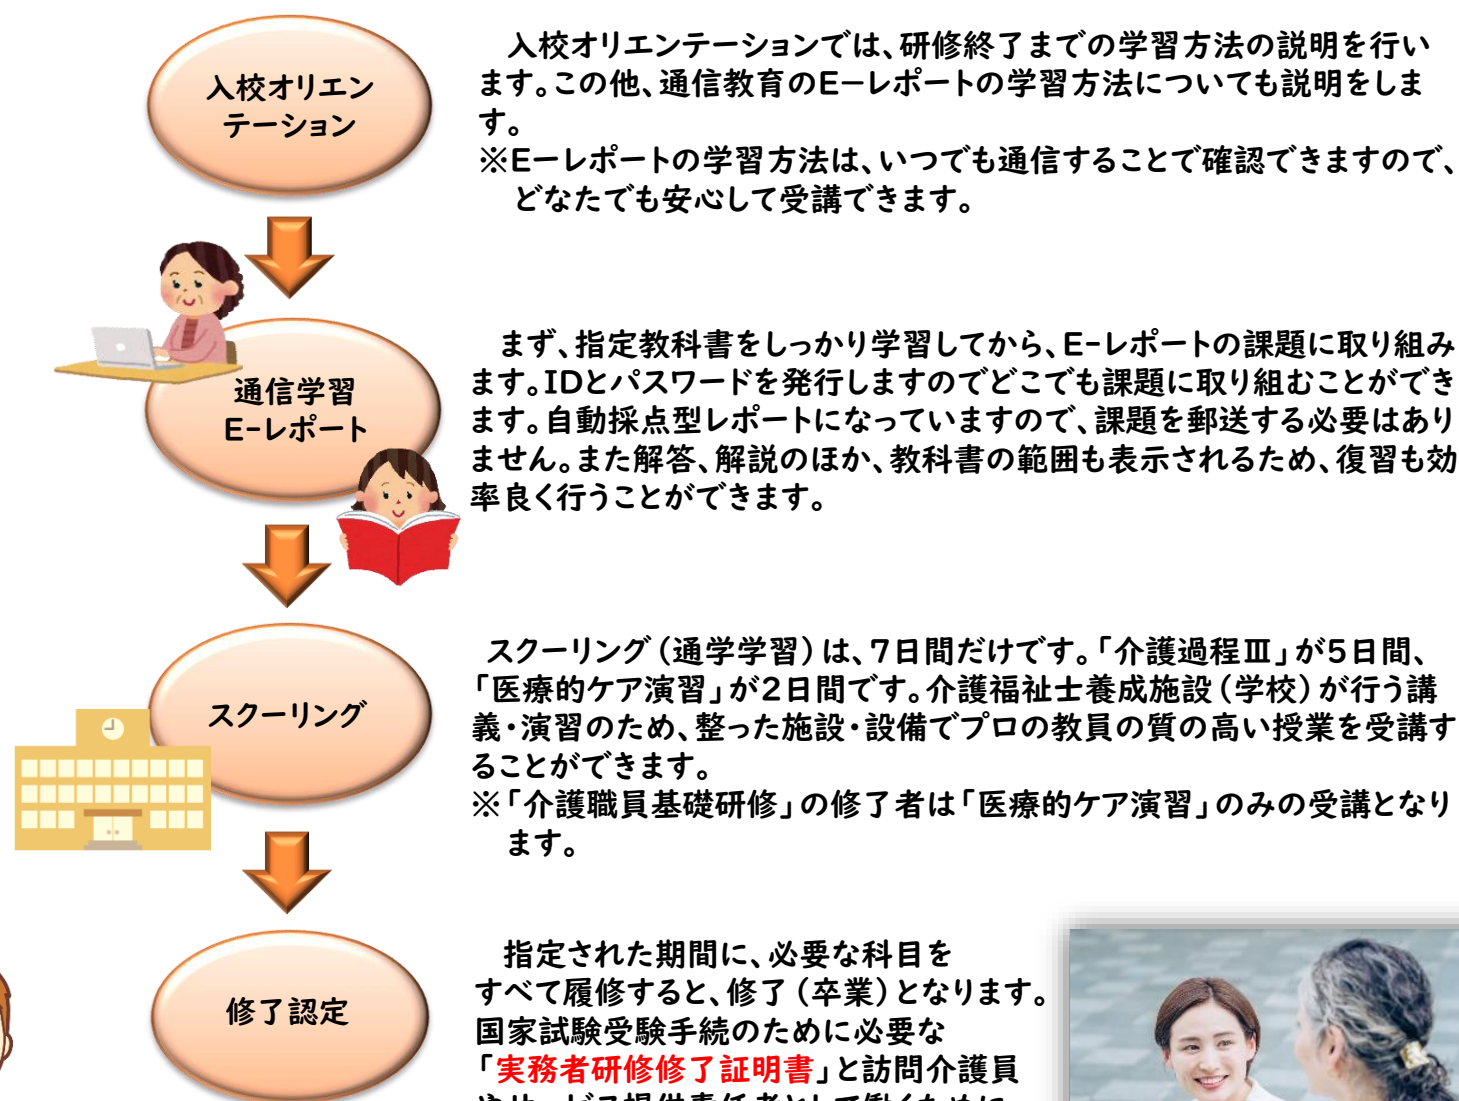 入校オリエン
テーション
入校オリエンテーションでは、研修終了までの学習方法の説明を行い
ます。この他、通信教育のEーレポートの学習方法についても説明をしま
す。
※Eーレポートの学習方法は、いつでも通信することで確認できますので、
どなたでも安心して受講できます。
通信学習
E-レポート
まず、指定教科書をしっかり学習してから、E-レポートの課題に取り組み
ます。IDとパスワードを発行しますのでどこでも課題に取り組むことができ
ます。自動採点型レポートになっていますので、課題を郵送する必要はあり
ません。また解答、解説のほか、教科書の範囲も表示されるため、復習も効
率良く行うことができます。
スクーリング
スクーリング（通学学習）は、7日間だけです。「介護過程Ⅲ」が5日間、
「医療的ケア演習」が2日間です。介護福祉士養成施設（学校）が行う講
義・演習のため、整った施設・設備でプロの教員の質の高い授業を受講す
ることができます。
※「介護職員基礎研修」の修了者は「医療的ケア演習」のみの受講となり
ます。
修了認定
指定された期間に、必要な科目を
すべて履修すると、修了（卒業）となります。
国家試験受験手続のために必要な
「実務者研修修了証明書」と訪問介護員
やサービス提供責任者として働くために